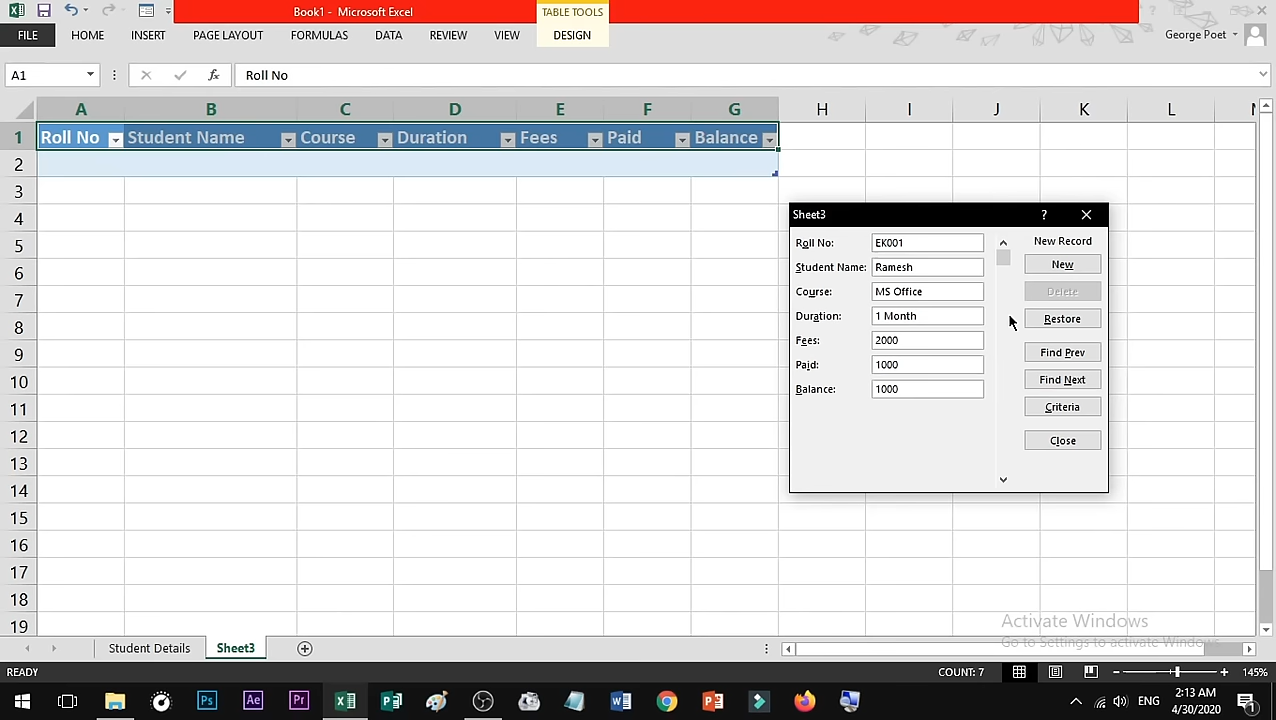 Book1 - Microsoft Excel
TABLE TOOLS
FILE HOME INSERT PAGE LAYOUT FORMULAS DATA REVIEW VIEW DESIGN
George Poet
A1 fx Roll No
A B C D E F G H I J K L
1 Roll No Student Name Course Duration Fees Paid Balance
2
3
4
5
6
7
8
9
10
11
12
13
14
15
16
17
18
19
Sheet3 ?
Roll No: EK001
Student Name: Ramesh
Course: MS Office
Duration: 1 Month
Fees: 2000
Paid: 1000
Balance: 1000
New Record
New
Delete
Restore
Find Prev
Find Next
Criteria
Close
Activate Windows
Go to Settings to activate Windows.
Student Details Sheet3
READY COUNT: 7 145%
Ps Ae Pr ENG
2:13 AM
4/30/2020
1